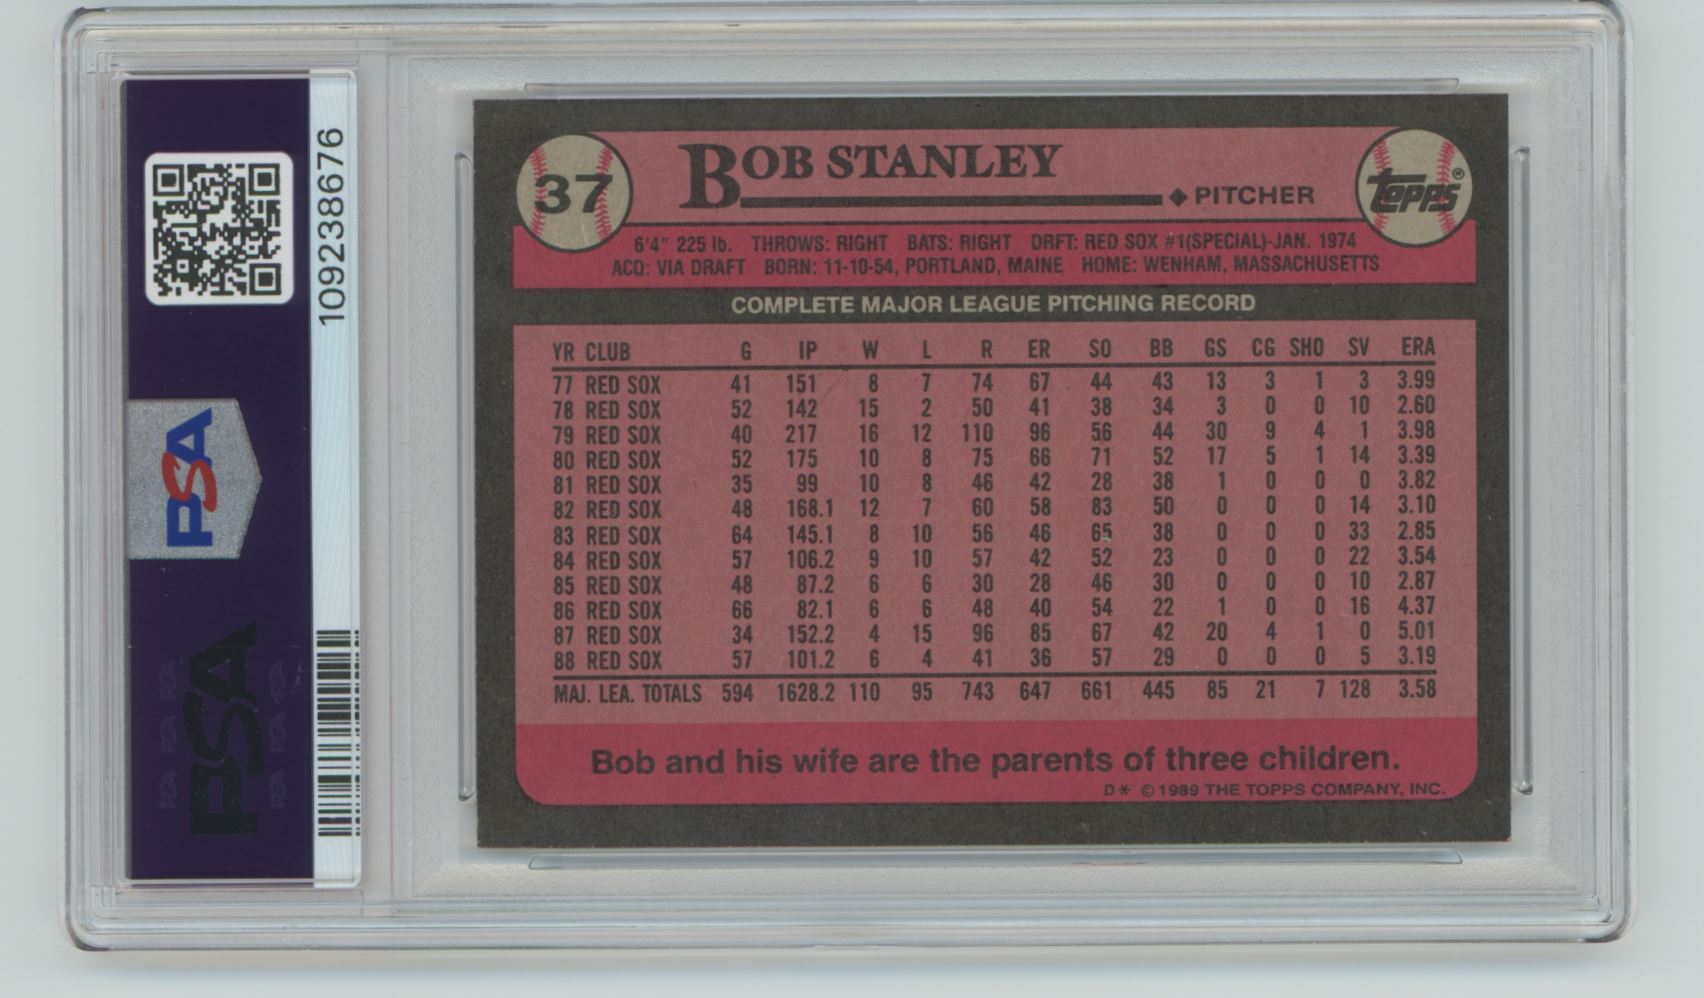 109238676
PSA
PSA
37
BOB STANLEY
◆ PITCHER
TOPPS®
6'4" 225 lb. THROWS: RIGHT BATS: RIGHT DRFT: RED SOX #1(SPECIAL)-JAN. 1974
ACQ: VIA DRAFT BORN: 11-10-54, PORTLAND, MAINE HOME: WENHAM, MASSACHUSETTS
COMPLETE MAJOR LEAGUE PITCHING RECORD
YR CLUB G IP W L R ER SO BB GS CG SHO SV ERA
77 RED SOX 41 151 8 7 74 67 44 43 13 3 1 3 3.99
78 RED SOX 52 142 15 2 50 41 38 34 3 0 0 10 2.60
79 RED SOX 40 217 16 12 110 96 56 44 30 9 4 1 3.98
80 RED SOX 52 175 10 8 75 66 71 52 17 5 1 14 3.39
81 RED SOX 35 99 10 8 46 42 28 38 1 0 0 0 3.82
82 RED SOX 48 168.1 12 7 60 58 83 50 0 0 0 14 3.10
83 RED SOX 64 145.1 8 10 56 46 65 38 0 0 0 33 2.85
84 RED SOX 57 106.2 9 10 57 42 52 23 0 0 0 22 3.54
85 RED SOX 48 87.2 6 6 30 28 46 30 0 0 0 10 2.87
86 RED SOX 66 82.1 6 6 48 40 54 22 1 0 0 16 4.37
87 RED SOX 34 152.2 4 15 96 85 67 42 20 4 1 0 5.01
88 RED SOX 57 101.2 6 4 41 36 57 29 0 0 0 5 3.19
MAJ. LEA. TOTALS 594 1628.2 110 95 743 647 661 445 85 21 7 128 3.58
Bob and his wife are the parents of three children.
D* © 1989 THE TOPPS COMPANY, INC.